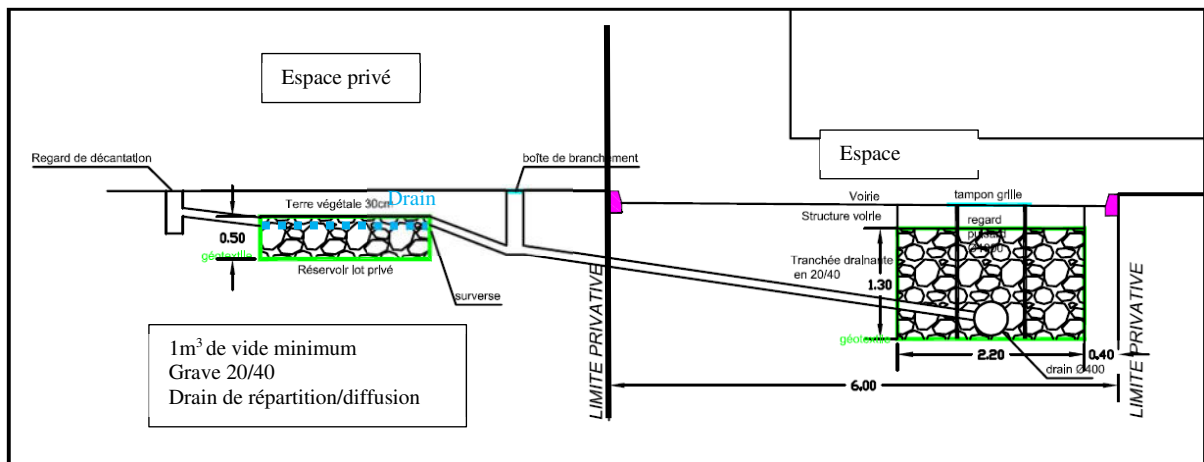 Espace privé
Espace
Regard de décantation
boîte de branchement
Terre végétale 30cm
Drain
Voirie
tampon grille
Structure voirie
regard
0.50
géotextile
Réservoir lot privé
surverse
Tranchée drainante
en 20/40
1.30
géotextile
2.20
0.40
drain Ø400
6.00
LIMITE PRIVATIVE
LIMITE PRIVATIVE
1m³ de vide minimum
Grave 20/40
Drain de répartition/diffusion